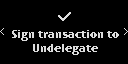 Sign transaction to
Undelegate